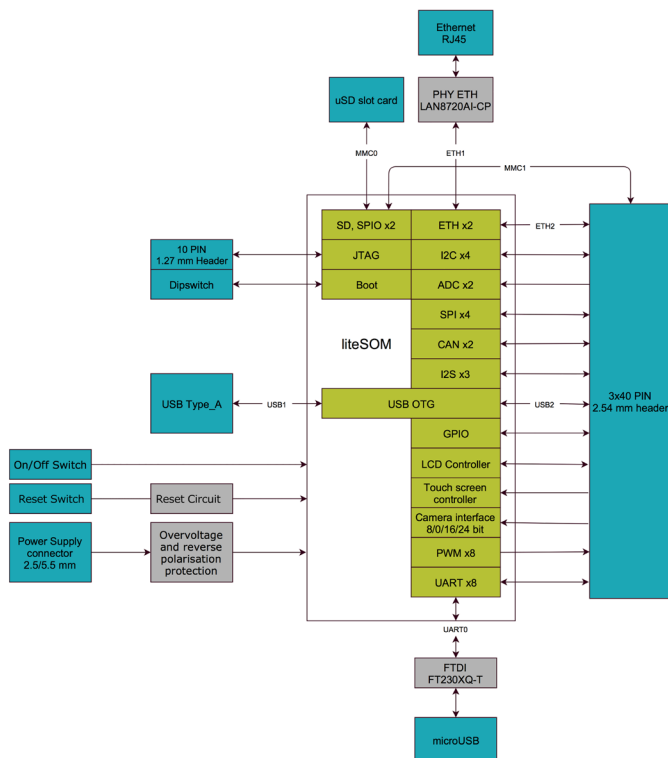 Ethernet
RJ45
uSD slot card
PHY ETH
LAN8720AI-CP
MMC0
ETH1
MMC1
SD, SPIO x2
ETH x2
ETH2
10 PIN
1.27 mm Header
JTAG
I2C x4
Dipswitch
Boot
ADC x2
SPI x4
liteSOM
CAN x2
I2S x3
3x40 PIN
2.54 mm header
USB Type_A
USB1
USB OTG
USB2
GPIO
On/Off Switch
LCD Controller
Reset Switch
Reset Circuit
Touch screen
controller
Camera interface
8/0/16/24 bit
Power Supply
connector
2.5/5.5 mm
Overvoltage
and reverse
polarisation
protection
PWM x8
UART x8
UART0
FTDI
FT230XQ-T
microUSB